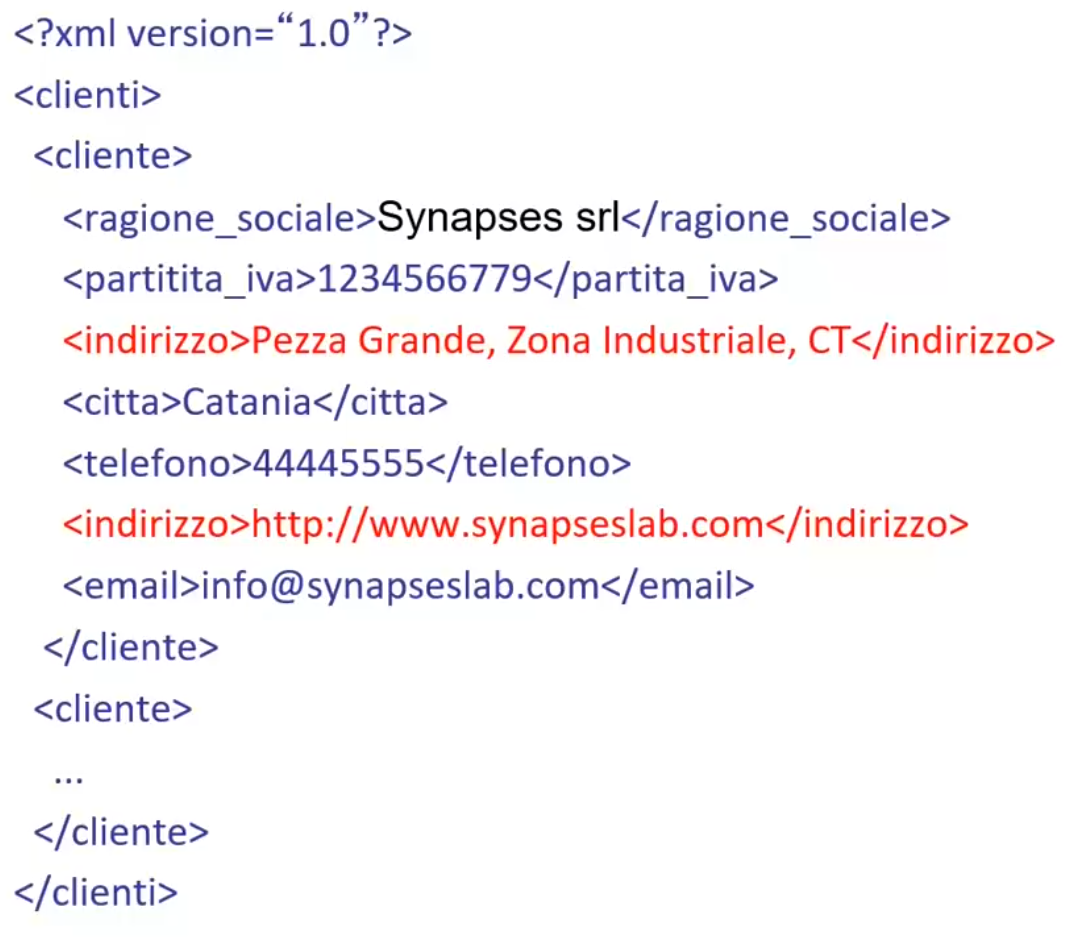 <?xml version=“1.0”?>
<clienti>
<cliente>
<ragione_sociale>Synapses srl</ragione_sociale>
<partitita_iva>1234566779</partita_iva>
<indirizzo>Pezza Grande, Zona Industriale, CT</indirizzo>
<citta>Catania</citta>
<telefono>44445555</telefono>
<indirizzo>http://www.synapseslab.com</indirizzo>
<email>info@synapseslab.com</email>
</cliente>
<cliente>
...
</cliente>
</clienti>